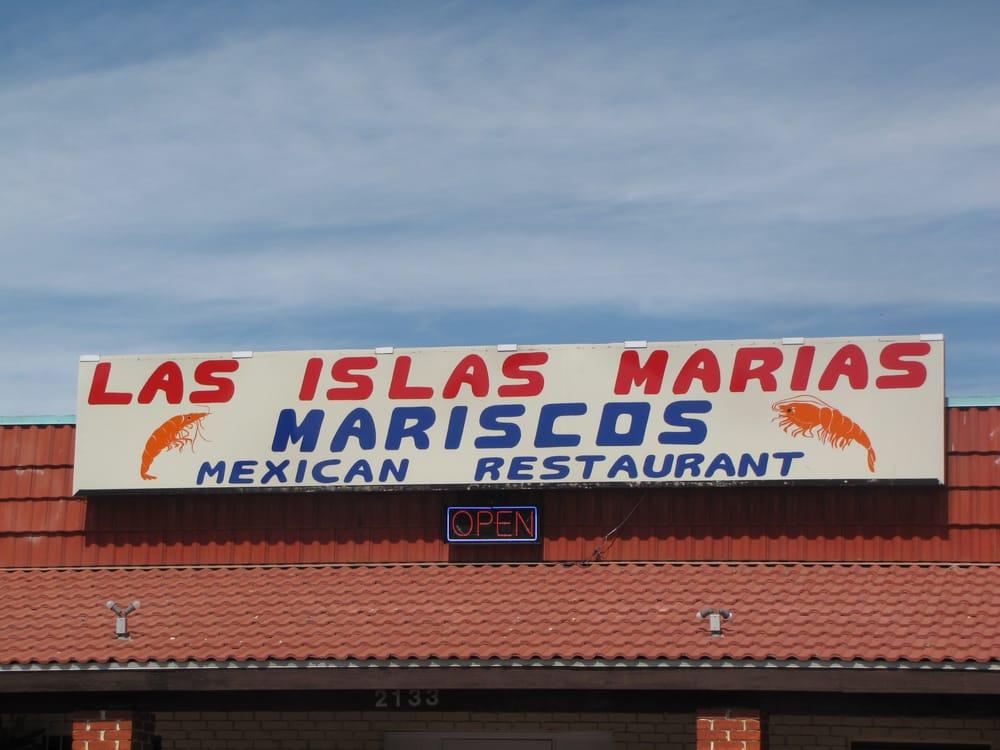 LAS ISLAS MARIAS
MARISCOS
MEXICAN RESTAURANT
OPEN
2133